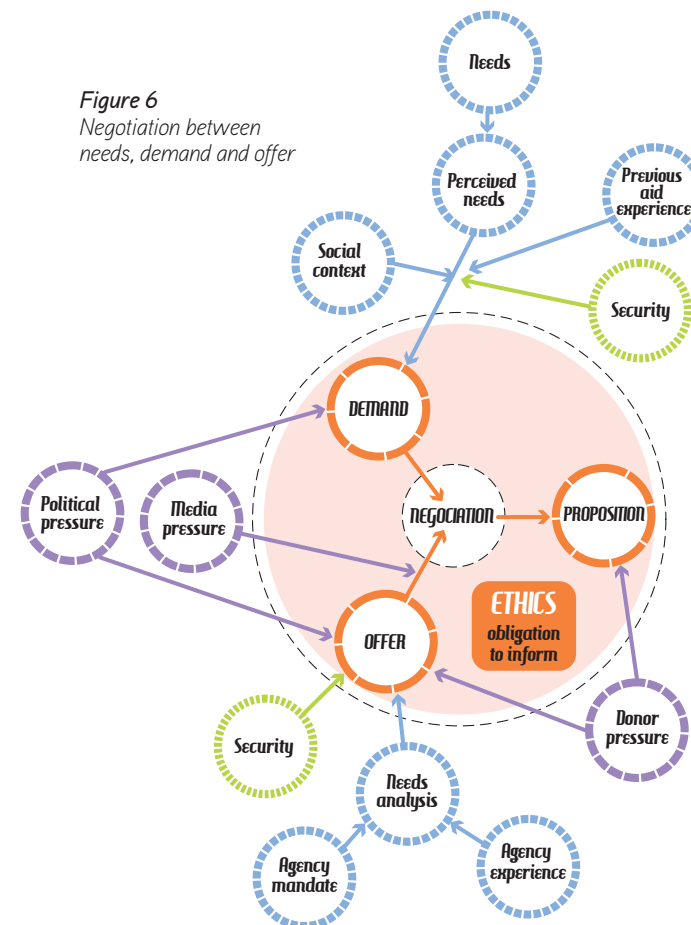 Figure 6
Negotiation between
needs, demand and offer
Needs
Perceived
needs
Previous
aid
experience
Social
context
Security
DEMAND
Political
pressure
Media
pressure
NEGOCIATION
PROPOSITION
ETHICS
obligation
to inform
OFFER
Security
Donor
pressure
Needs
analysis
Agency
mandate
Agency
experience